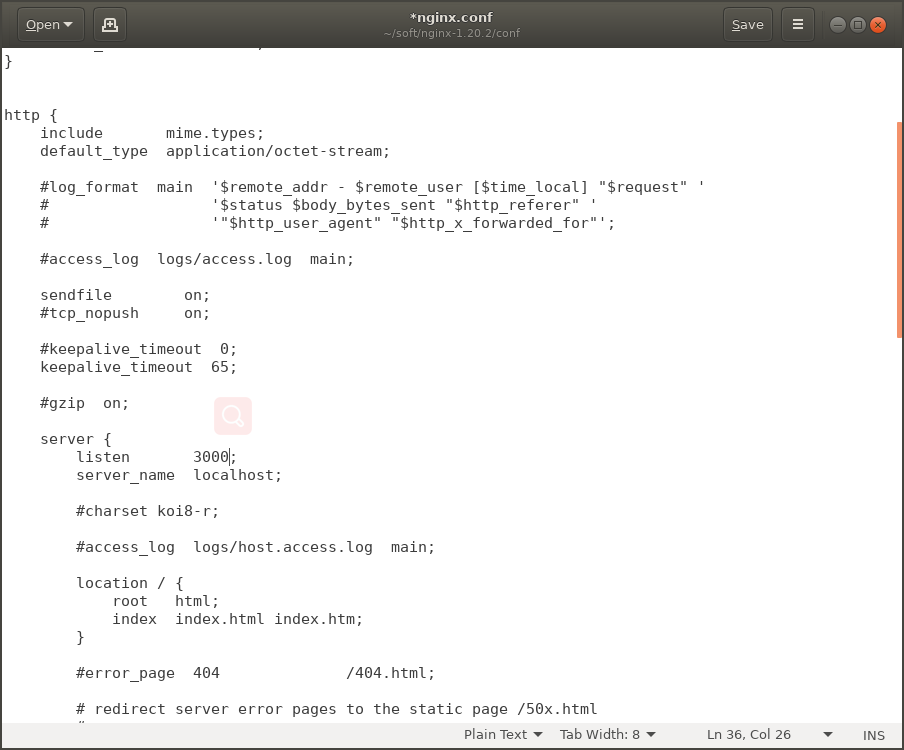 Open
*nginx.conf
~/soft/nginx-1.20.2/conf
Save
}
http {
    include       mime.types;
    default_type  application/octet-stream;
    #log_format  main  '$remote_addr - $remote_user [$time_local] "$request" '
    #                  '$status $body_bytes_sent "$http_referer" '
    #                  '"$http_user_agent" "$http_x_forwarded_for"';
    #access_log  logs/access.log  main;
    sendfile        on;
    #tcp_nopush     on;
    #keepalive_timeout  0;
    keepalive_timeout  65;
    #gzip  on;
    server {
        listen       3000;
        server_name  localhost;
        #charset koi8-r;
        #access_log  logs/host.access.log  main;
        location / {
            root   html;
            index  index.html index.htm;
        }
        #error_page  404              /404.html;
        # redirect server error pages to the static page /50x.html
Plain Text
Tab Width: 8
Ln 36, Col 26
INS